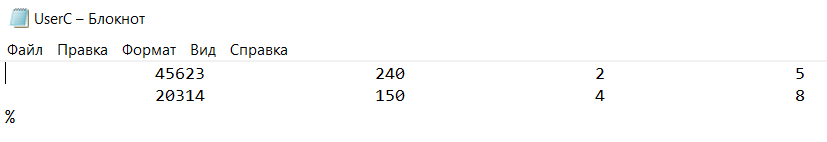 UserC – Блокнот
Файл Правка Формат Вид Справка
45623 240 2 5
20314 150 4 8
%